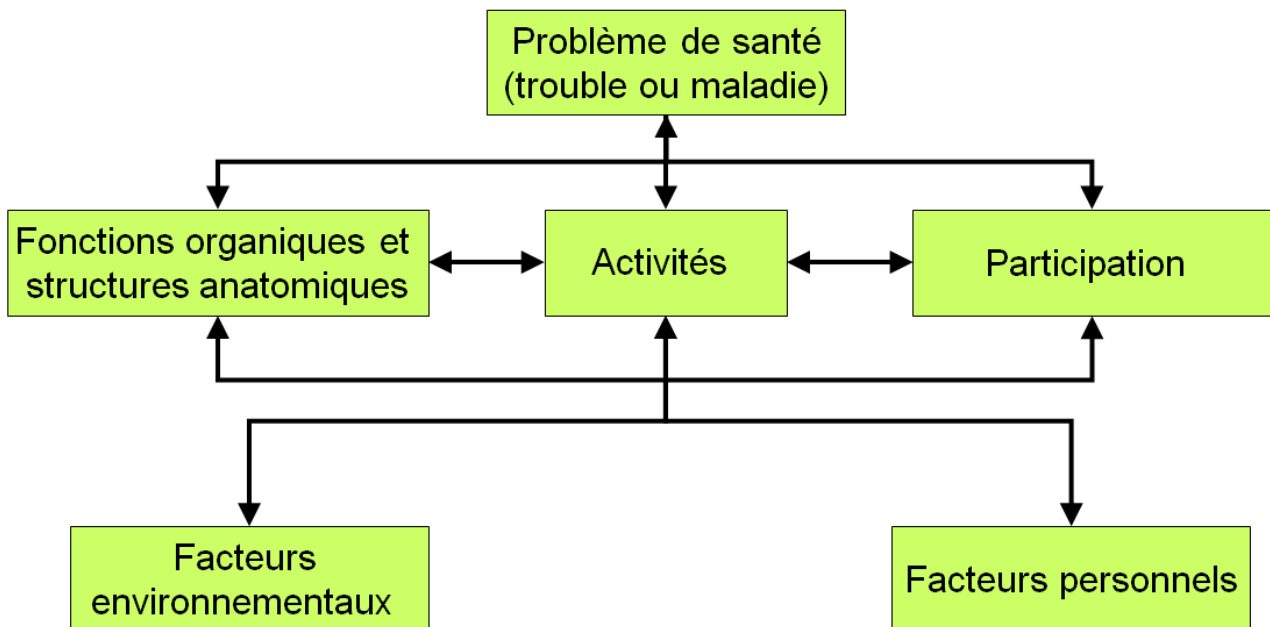 Problème de santé
(trouble ou maladie)
Fonctions organiques et
structures anatomiques
Activités
Participation
Facteurs
environnementaux
Facteurs personnels